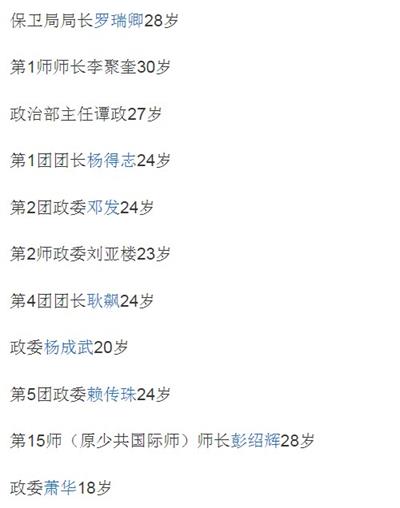 保卫局局长罗瑞卿28岁
第1师师长李聚奎30岁
政治部主任谭政27岁
第1团团长杨得志24岁
第2团政委邓发24岁
第2师政委刘亚楼23岁
第4团团长耿飙24岁
政委杨成武20岁
第5团政委赖传珠24岁
第15师（原少共国际师）师长彭绍辉28岁
政委萧华18岁